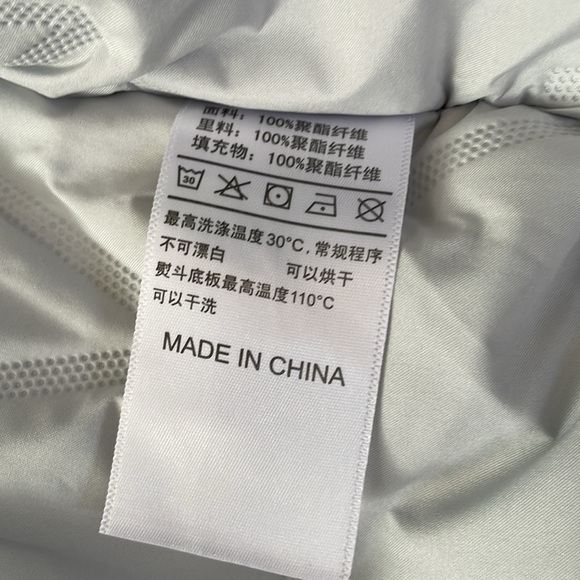 面料：100%聚酯纤维
里料：100%聚酯纤维
填充物：100%聚酯纤维
30
最高洗涤温度30°C，常规程序
不可漂白 可以烘干
熨斗底板最高温度110°C
可以干洗
MADE IN CHINA